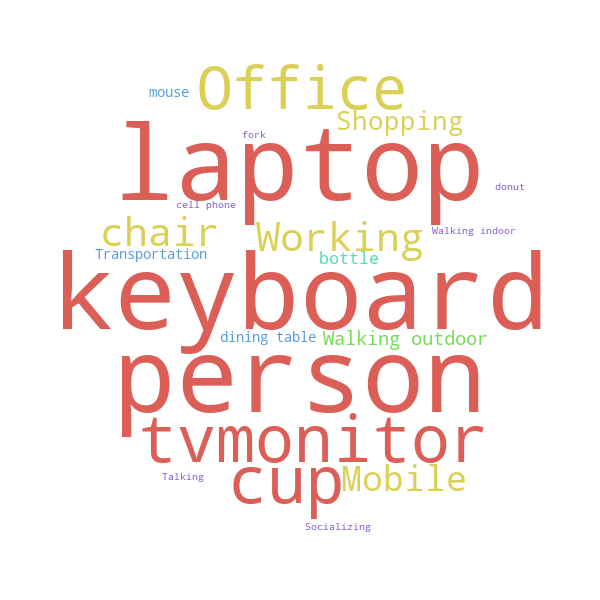 Office
mouse
Shopping
fork
laptop
donut
cell phone
chair
Working
Walking indoor
Transportation
bottle
keyboard
dining table
Walking outdoor
person
tvmonitor
Talking
cup
Mobile
Socializing